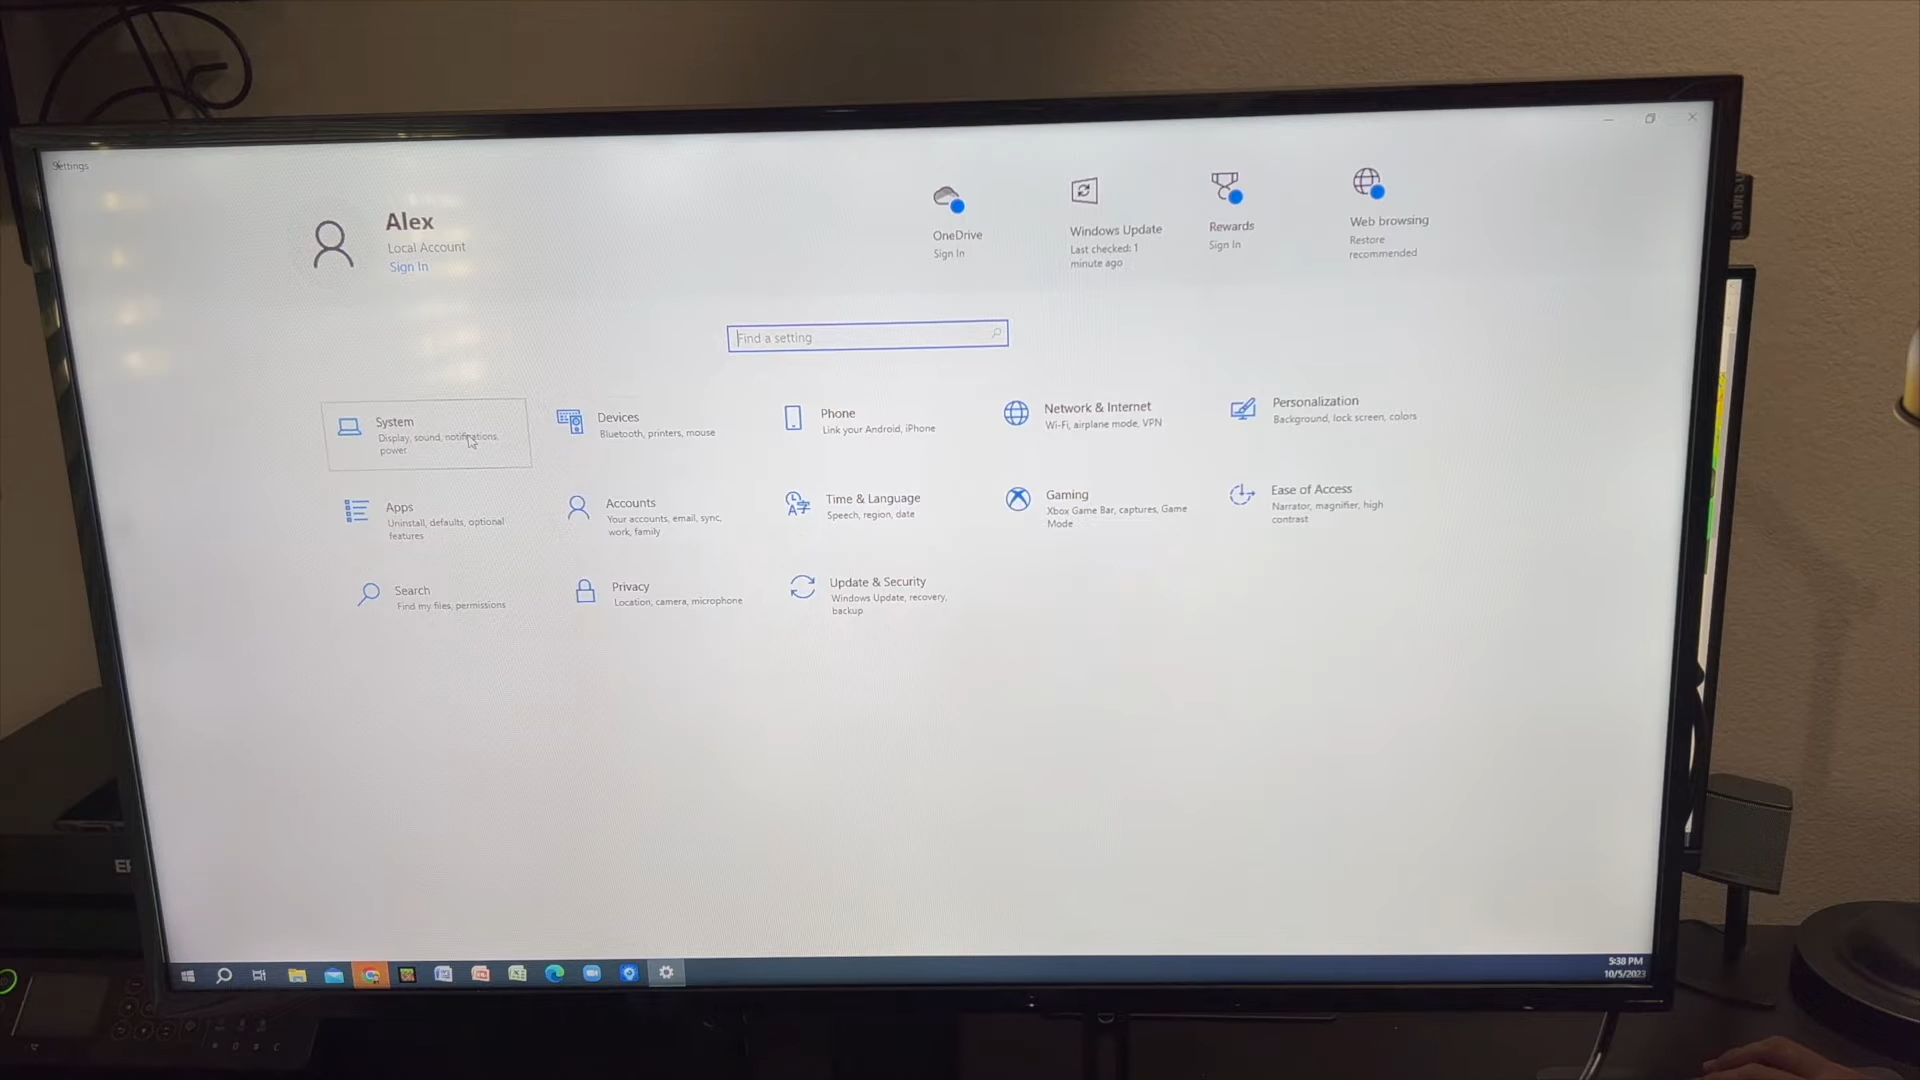 Settings
Alex
Local Account
Sign In
OneDrive
Sign In
Windows Update
Last checked: 1
minute ago
Rewards
Sign In
Web browsing
Restore
recommended
Find a setting
System
Display, sound, notifications,
power
Devices
Bluetooth, printers, mouse
Phone
Link your Android, iPhone
Network & Internet
Wi-Fi, airplane mode, VPN
Personalization
Background, lock screen, colors
Apps
Uninstall, defaults, optional
features
Accounts
Your accounts, email, sync,
work, family
Time & Language
Speech, region, date
Gaming
Xbox Game Bar, captures, Game
Mode
Ease of Access
Narrator, magnifier, high
contrast
Search
Find my files, permissions
Privacy
Location, camera, microphone
Update & Security
Windows Update, recovery,
backup
5:38 PM
10/5/2023
SAMSU